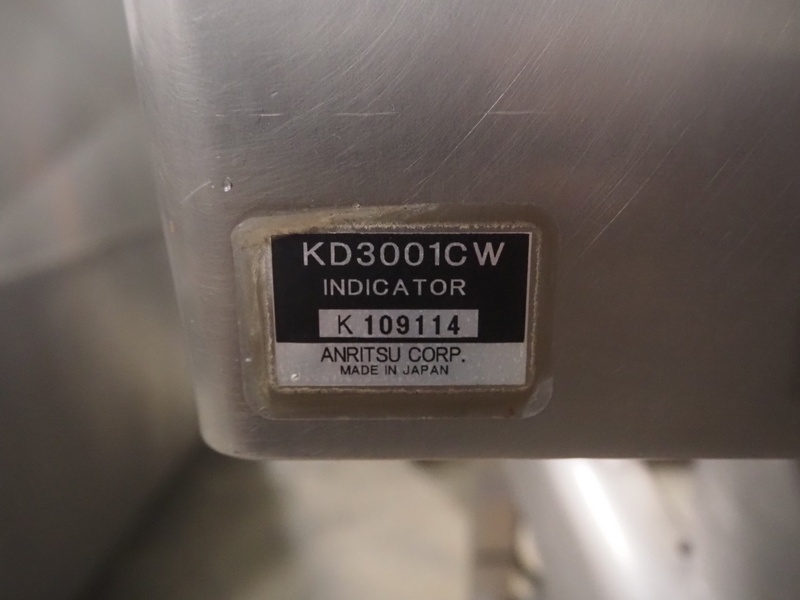 KD3001CW
INDICATOR
K 109114
ANRITSU CORP.
MADE IN JAPAN